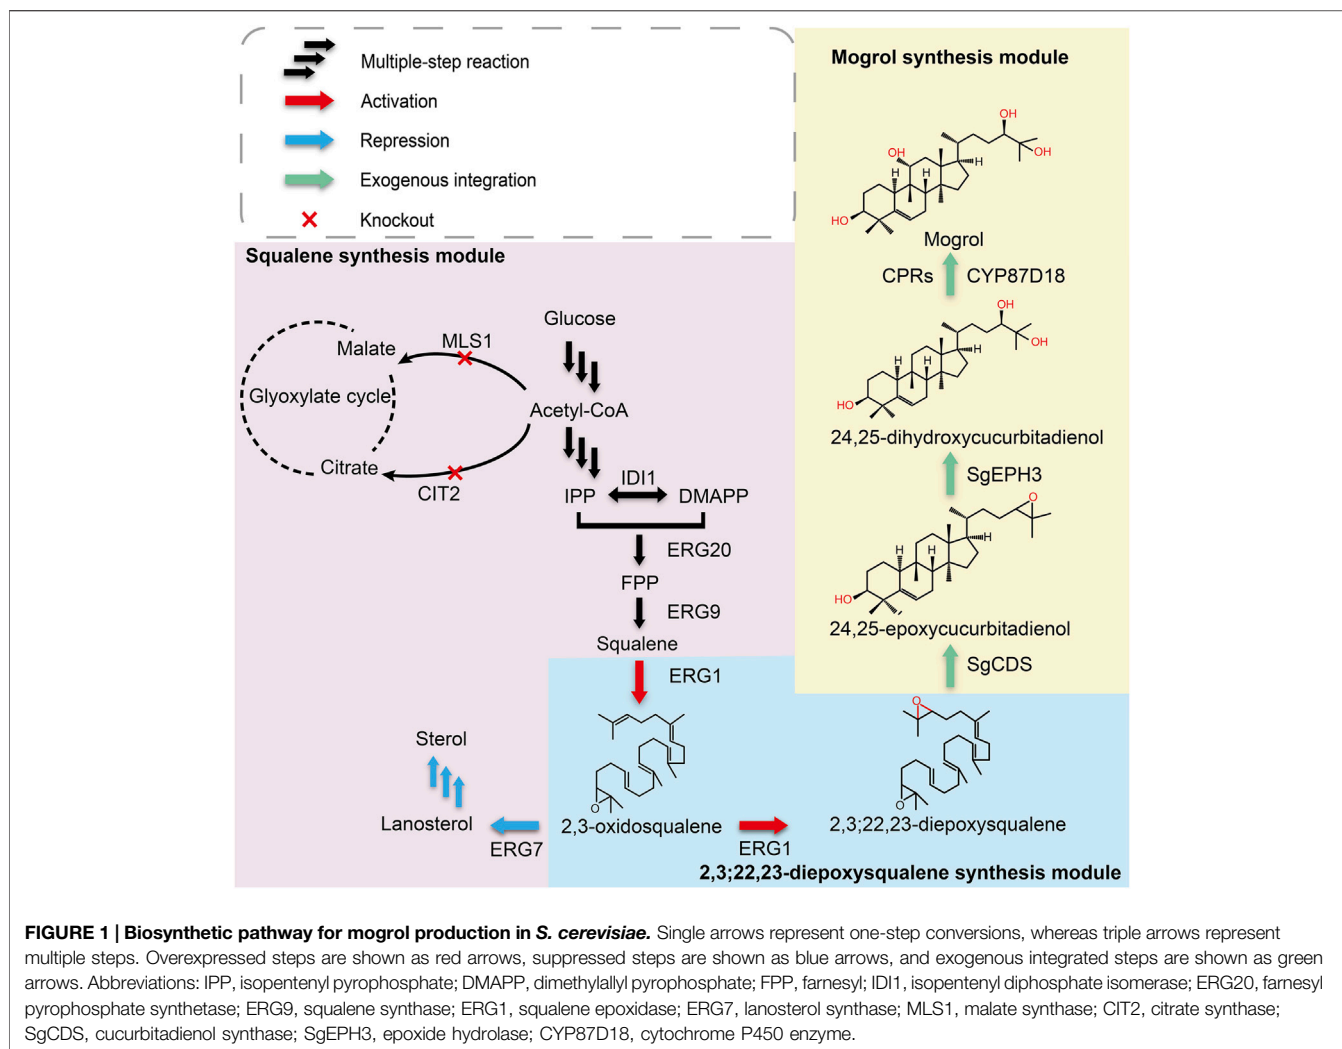 Multiple-step reaction
Activation
Repression
Exogenous integration
Knockout
Squalene synthesis module
Glucose
MLS1
Malate
Glyoxylate cycle
Acetyl-CoA
Citrate
CIT2
IPP
IDI1
DMAPP
ERG20
FPP
ERG9
Squalene
ERG1
Sterol
Lanosterol
ERG7
O
2,3-oxidosqualene
ERG1
O
O
2,3;22,23-diepoxysqualene
2,3;22,23-diepoxysqualene synthesis module
Mogrol synthesis module
OH
OH
OH
H
H
H
HO
Mogrol
CPRs
CYP87D18
OH
OH
H
H
H
HO
24,25-dihydroxycucurbitadienol
SgEPH3
O
H
H
H
HO
24,25-epoxycucurbitadienol
SgCDS
FIGURE 1 | Biosynthetic pathway for mogrol production in S. cerevisiae. Single arrows represent one-step conversions, whereas triple arrows represent
multiple steps. Overexpressed steps are shown as red arrows, suppressed steps are shown as blue arrows, and exogenous integrated steps are shown as green
arrows. Abbreviations: IPP, isopentenyl pyrophosphate; DMAPP, dimethylallyl pyrophosphate; FPP, farnesyl; IDI1, isopentenyl diphosphate isomerase; ERG20, farnesyl
pyrophosphate synthetase; ERG9, squalene synthase; ERG1, squalene epoxidase; ERG7, lanosterol synthase; MLS1, malate synthase; CIT2, citrate synthase;
SgCDS, cucurbitadienol synthase; SgEPH3, epoxide hydrolase; CYP87D18, cytochrome P450 enzyme.